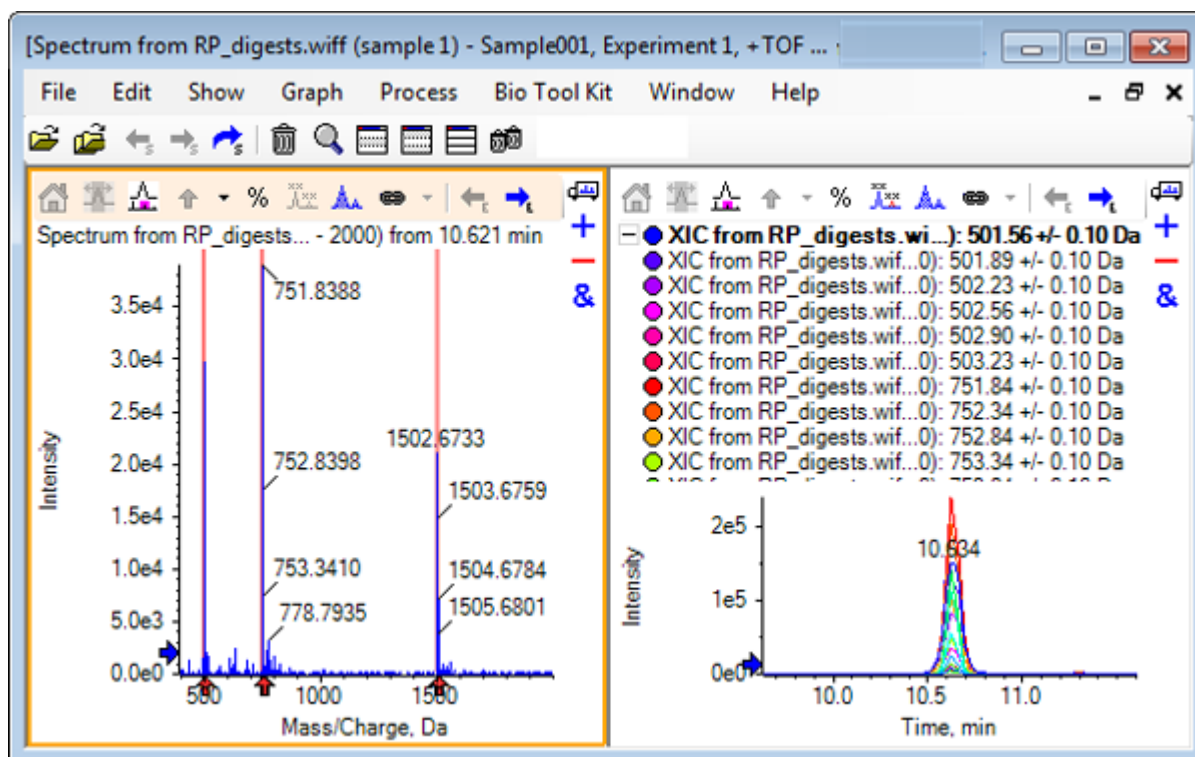 [Spectrum from RP_digests.wiff (sample 1) - Sample001, Experiment 1, +TOF ...
File Edit Show Graph Process Bio Tool Kit Window Help
%
Spectrum from RP_digests... - 2000) from 10.621 min
751.8388
3.5e4
3.0e4
2.5e4
1502.6733
2.0e4
752.8398
1503.6759
1.5e4
1.0e4
753.3410
1504.6784
5.0e3
778.7935
1505.6801
0.0e0
500 1000 1500
Intensity
Mass/Charge, Da
%
XIC from RP_digests.wi...): 501.56 +/- 0.10 Da
XIC from RP_digests.wif...0): 501.89 +/- 0.10 Da
XIC from RP_digests.wif...0): 502.23 +/- 0.10 Da
XIC from RP_digests.wif...0): 502.56 +/- 0.10 Da
XIC from RP_digests.wif...0): 502.90 +/- 0.10 Da
XIC from RP_digests.wif...0): 503.23 +/- 0.10 Da
XIC from RP_digests.wif...0): 751.84 +/- 0.10 Da
XIC from RP_digests.wif...0): 752.34 +/- 0.10 Da
XIC from RP_digests.wif...0): 752.84 +/- 0.10 Da
XIC from RP_digests.wif...0): 753.34 +/- 0.10 Da
&
&
2e5
10.634
1e5
0e0
10.0 10.5 11.0
Intensity
Time, min